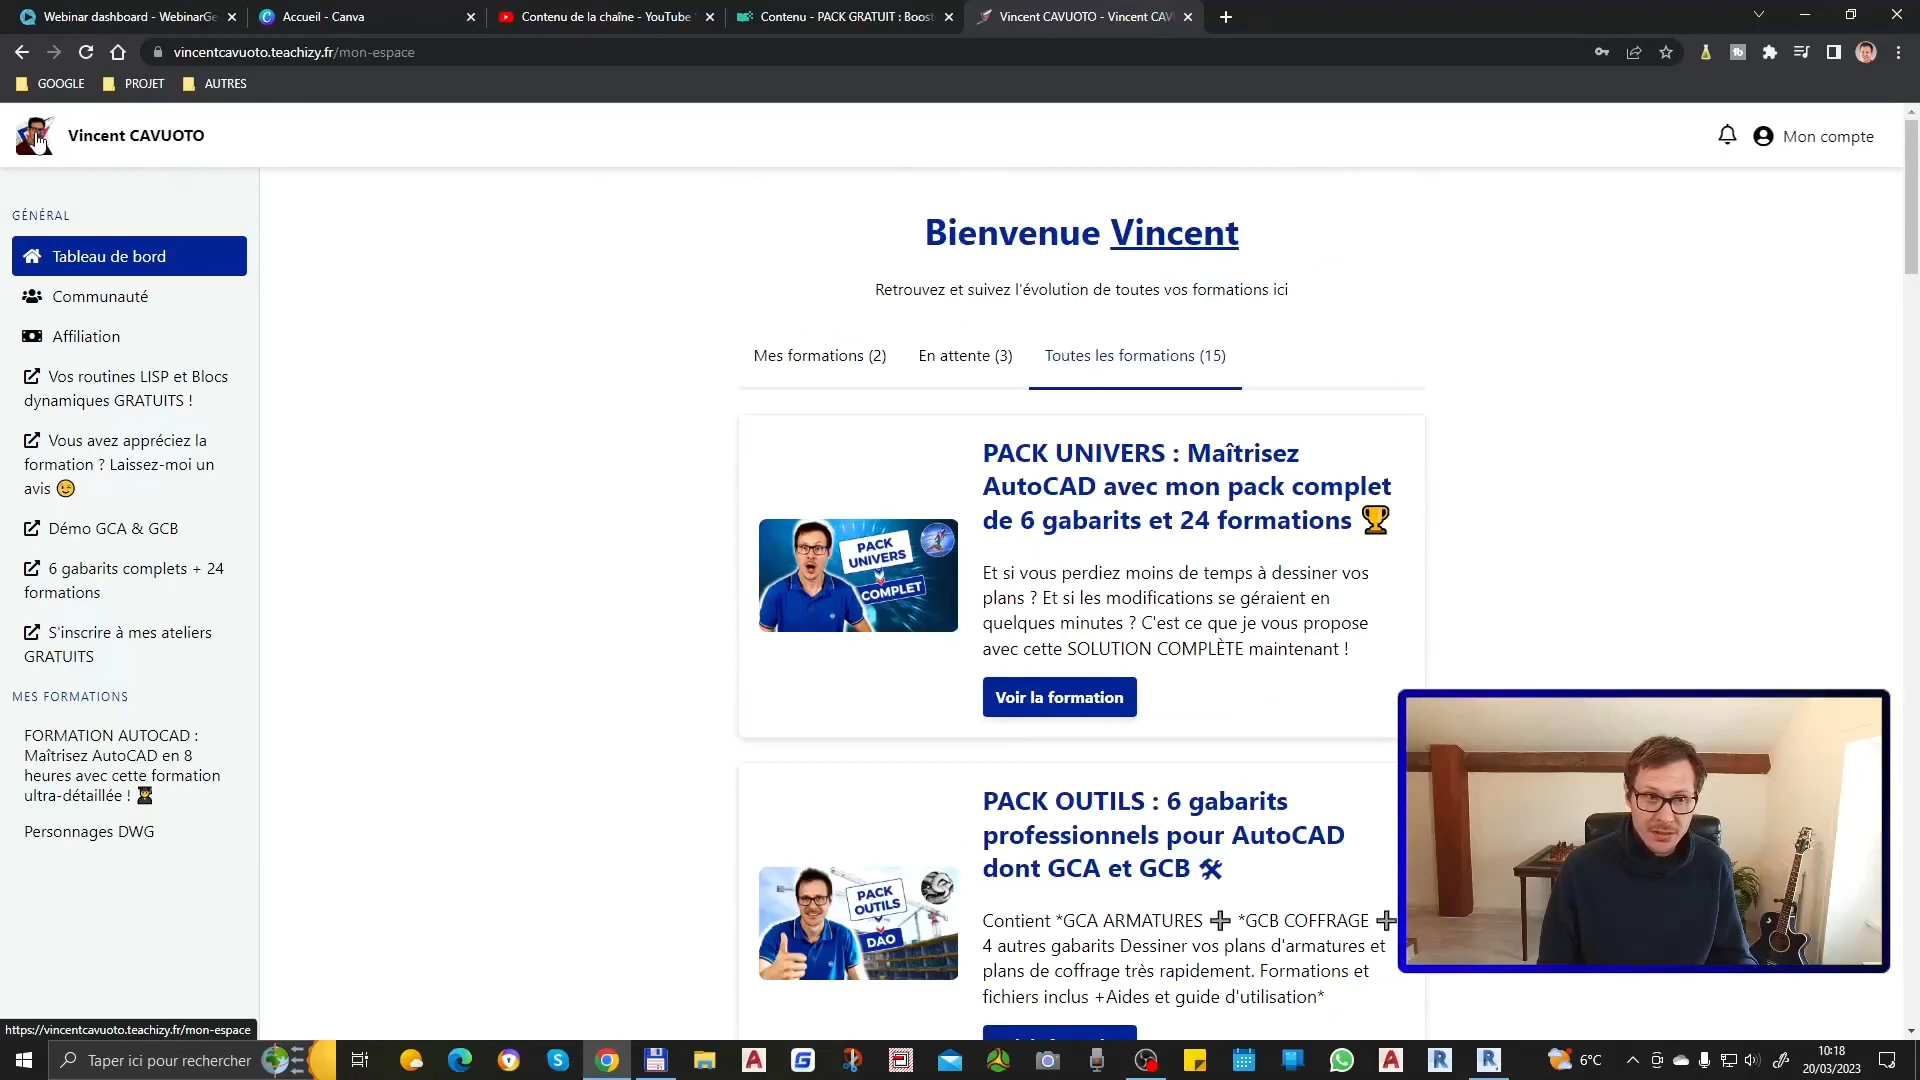 Webinar dashboard - WebinarGe
Accueil - Canva
Contenu de la chaîne - YouTube
Contenu - PACK GRATUIT : Boost
Vincent CAVUOTO - Vincent CAV
vincentcavuoto.teachizy.fr/mon-espace
GOOGLE
PROJET
AUTRES
Vincent CAVUOTO
Mon compte
GÉNÉRAL
Tableau de bord
Communauté
Affiliation
Vos routines LISP et Blocs
dynamiques GRATUITS !
Vous avez appréciez la
formation ? Laissez-moi un
avis 😉
Démo GCA & GCB
6 gabarits complets + 24
formations
S'inscrire à mes ateliers
GRATUITS
MES FORMATIONS
FORMATION AUTOCAD :
Maîtrisez AutoCAD en 8
heures avec cette formation
ultra-détaillée ! 👩‍🎓
Personnages DWG
Bienvenue Vincent
Retrouvez et suivez l'évolution de toutes vos formations ici
Mes formations (2)
En attente (3)
Toutes les formations (15)
PACK
UNIVERS
COMPLET
PACK UNIVERS : Maîtrisez
AutoCAD avec mon pack complet
de 6 gabarits et 24 formations 🏆
Et si vous perdiez moins de temps à dessiner vos
plans ? Et si les modifications se géraient en
quelques minutes ? C'est ce que je vous propose
avec cette SOLUTION COMPLÈTE maintenant !
Voir la formation
PACK
OUTILS
DAO
PACK OUTILS : 6 gabarits
professionnels pour AutoCAD
dont GCA et GCB 🛠
Contient *GCA ARMATURES ➕ *GCB COFFRAGE ➕
4 autres gabarits Dessiner vos plans d'armatures et
plans de coffrage très rapidement. Formations et
fichiers inclus +Aides et guide d'utilisation*
https://vincentcavuoto.teachizy.fr/mon-espace
Taper ici pour rechercher
6°C
10:18
20/03/2023